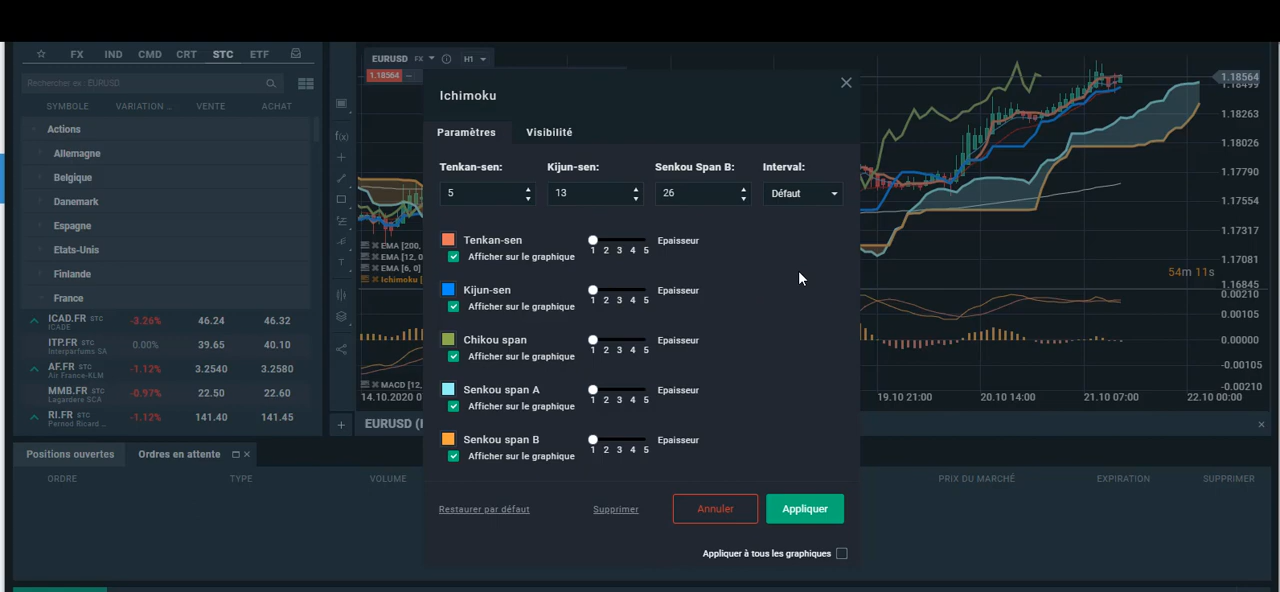 FX IND CMD CRT STC ETF
Rechercher ex : EURUSD
SYMBOLE VARIATION ... VENTE ACHAT
Actions
Allemagne
Belgique
Danemark
Espagne
Etats-Unis
Finlande
France
ICAD.FR STC -3.26% 46.24 46.32
ICADE
ITP.FR STC 0.00% 39.65 40.10
Interparfums SA
AF.FR STC -1.12% 3.2540 3.2580
Air France-KLM
MMB.FR STC -0.97% 22.50 22.60
Lagardere SCA
RI.FR STC -1.12% 141.40 141.45
Pernod Ricard ...
f(x)
T
EURUSD FX H1
1.18564
EMA [200,
EMA [12, 0
EMA [6, 0]
Ichimoku [
MACD [12,
14.10.2020 0
EURUSD (
Ichimoku
Paramètres Visibilité
Tenkan-sen: Kijun-sen: Senkou Span B: Interval:
5 13 26 Défaut
Tenkan-sen Epaisseur
Afficher sur le graphique 1 2 3 4 5
Kijun-sen Epaisseur
Afficher sur le graphique 1 2 3 4 5
Chikou span Epaisseur
Afficher sur le graphique 1 2 3 4 5
Senkou span A Epaisseur
Afficher sur le graphique 1 2 3 4 5
Senkou span B Epaisseur
Afficher sur le graphique 1 2 3 4 5
Restaurer par défaut Supprimer Annuler Appliquer
Appliquer à tous les graphiques
1.18564
1.18499
1.18263
1.18026
1.17790
1.17554
1.17317
1.17081
54m 11s
1.16845
0.00210
0.00105
0.00000
-0.00105
-0.00210
19.10 21:00 20.10 14:00 21.10 07:00 22.10 00:00
Positions ouvertes Ordres en attente
ORDRE TYPE VOLUME PRIX DU MARCHÉ EXPIRATION SUPPRIMER